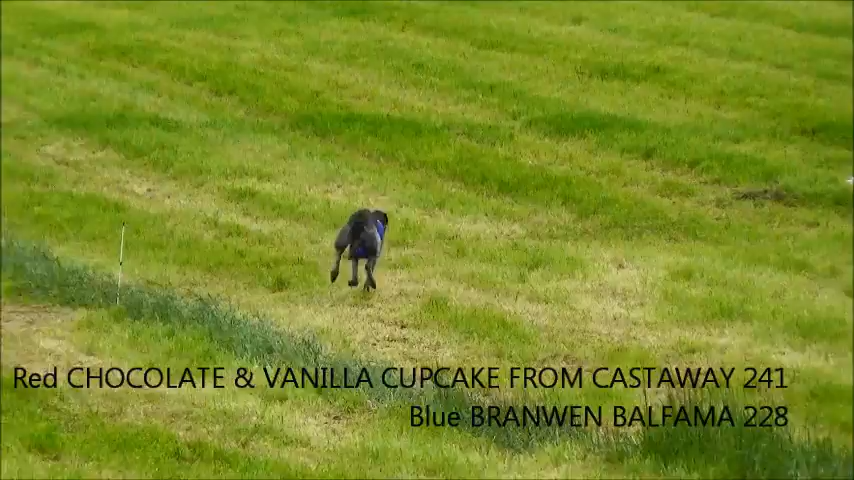 Red CHOCOLATE & VANILLA CUPCAKE FROM CASTAWAY 241
Blue BRANWEN BALFAMA 228